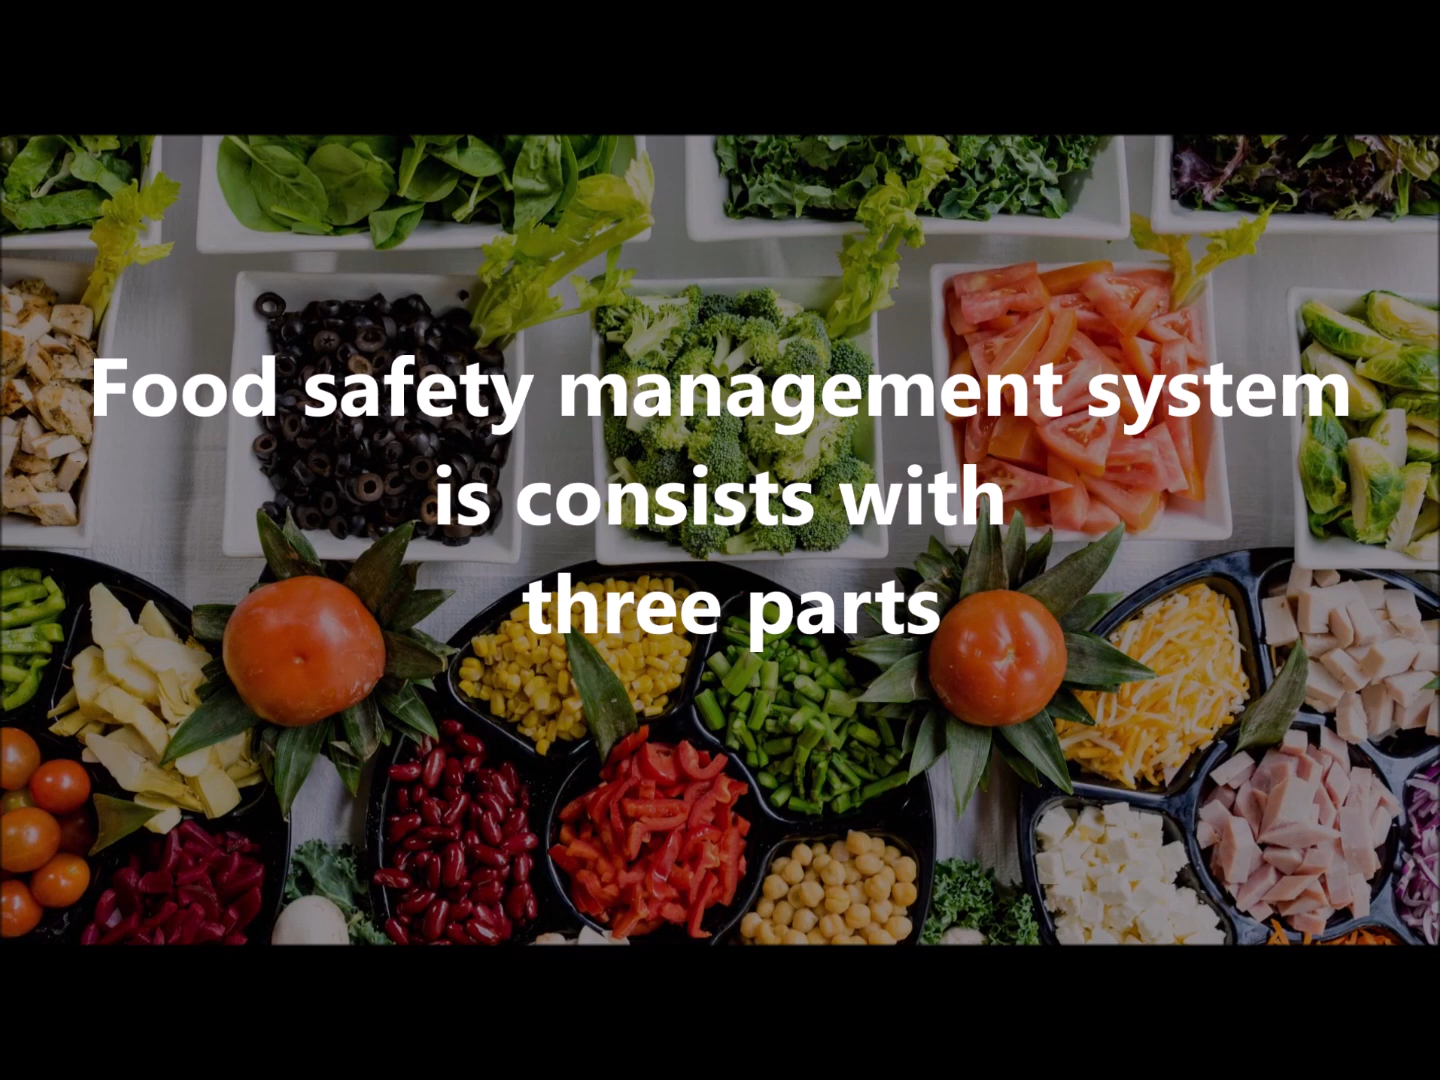 Food safety management system
is consists with
three parts